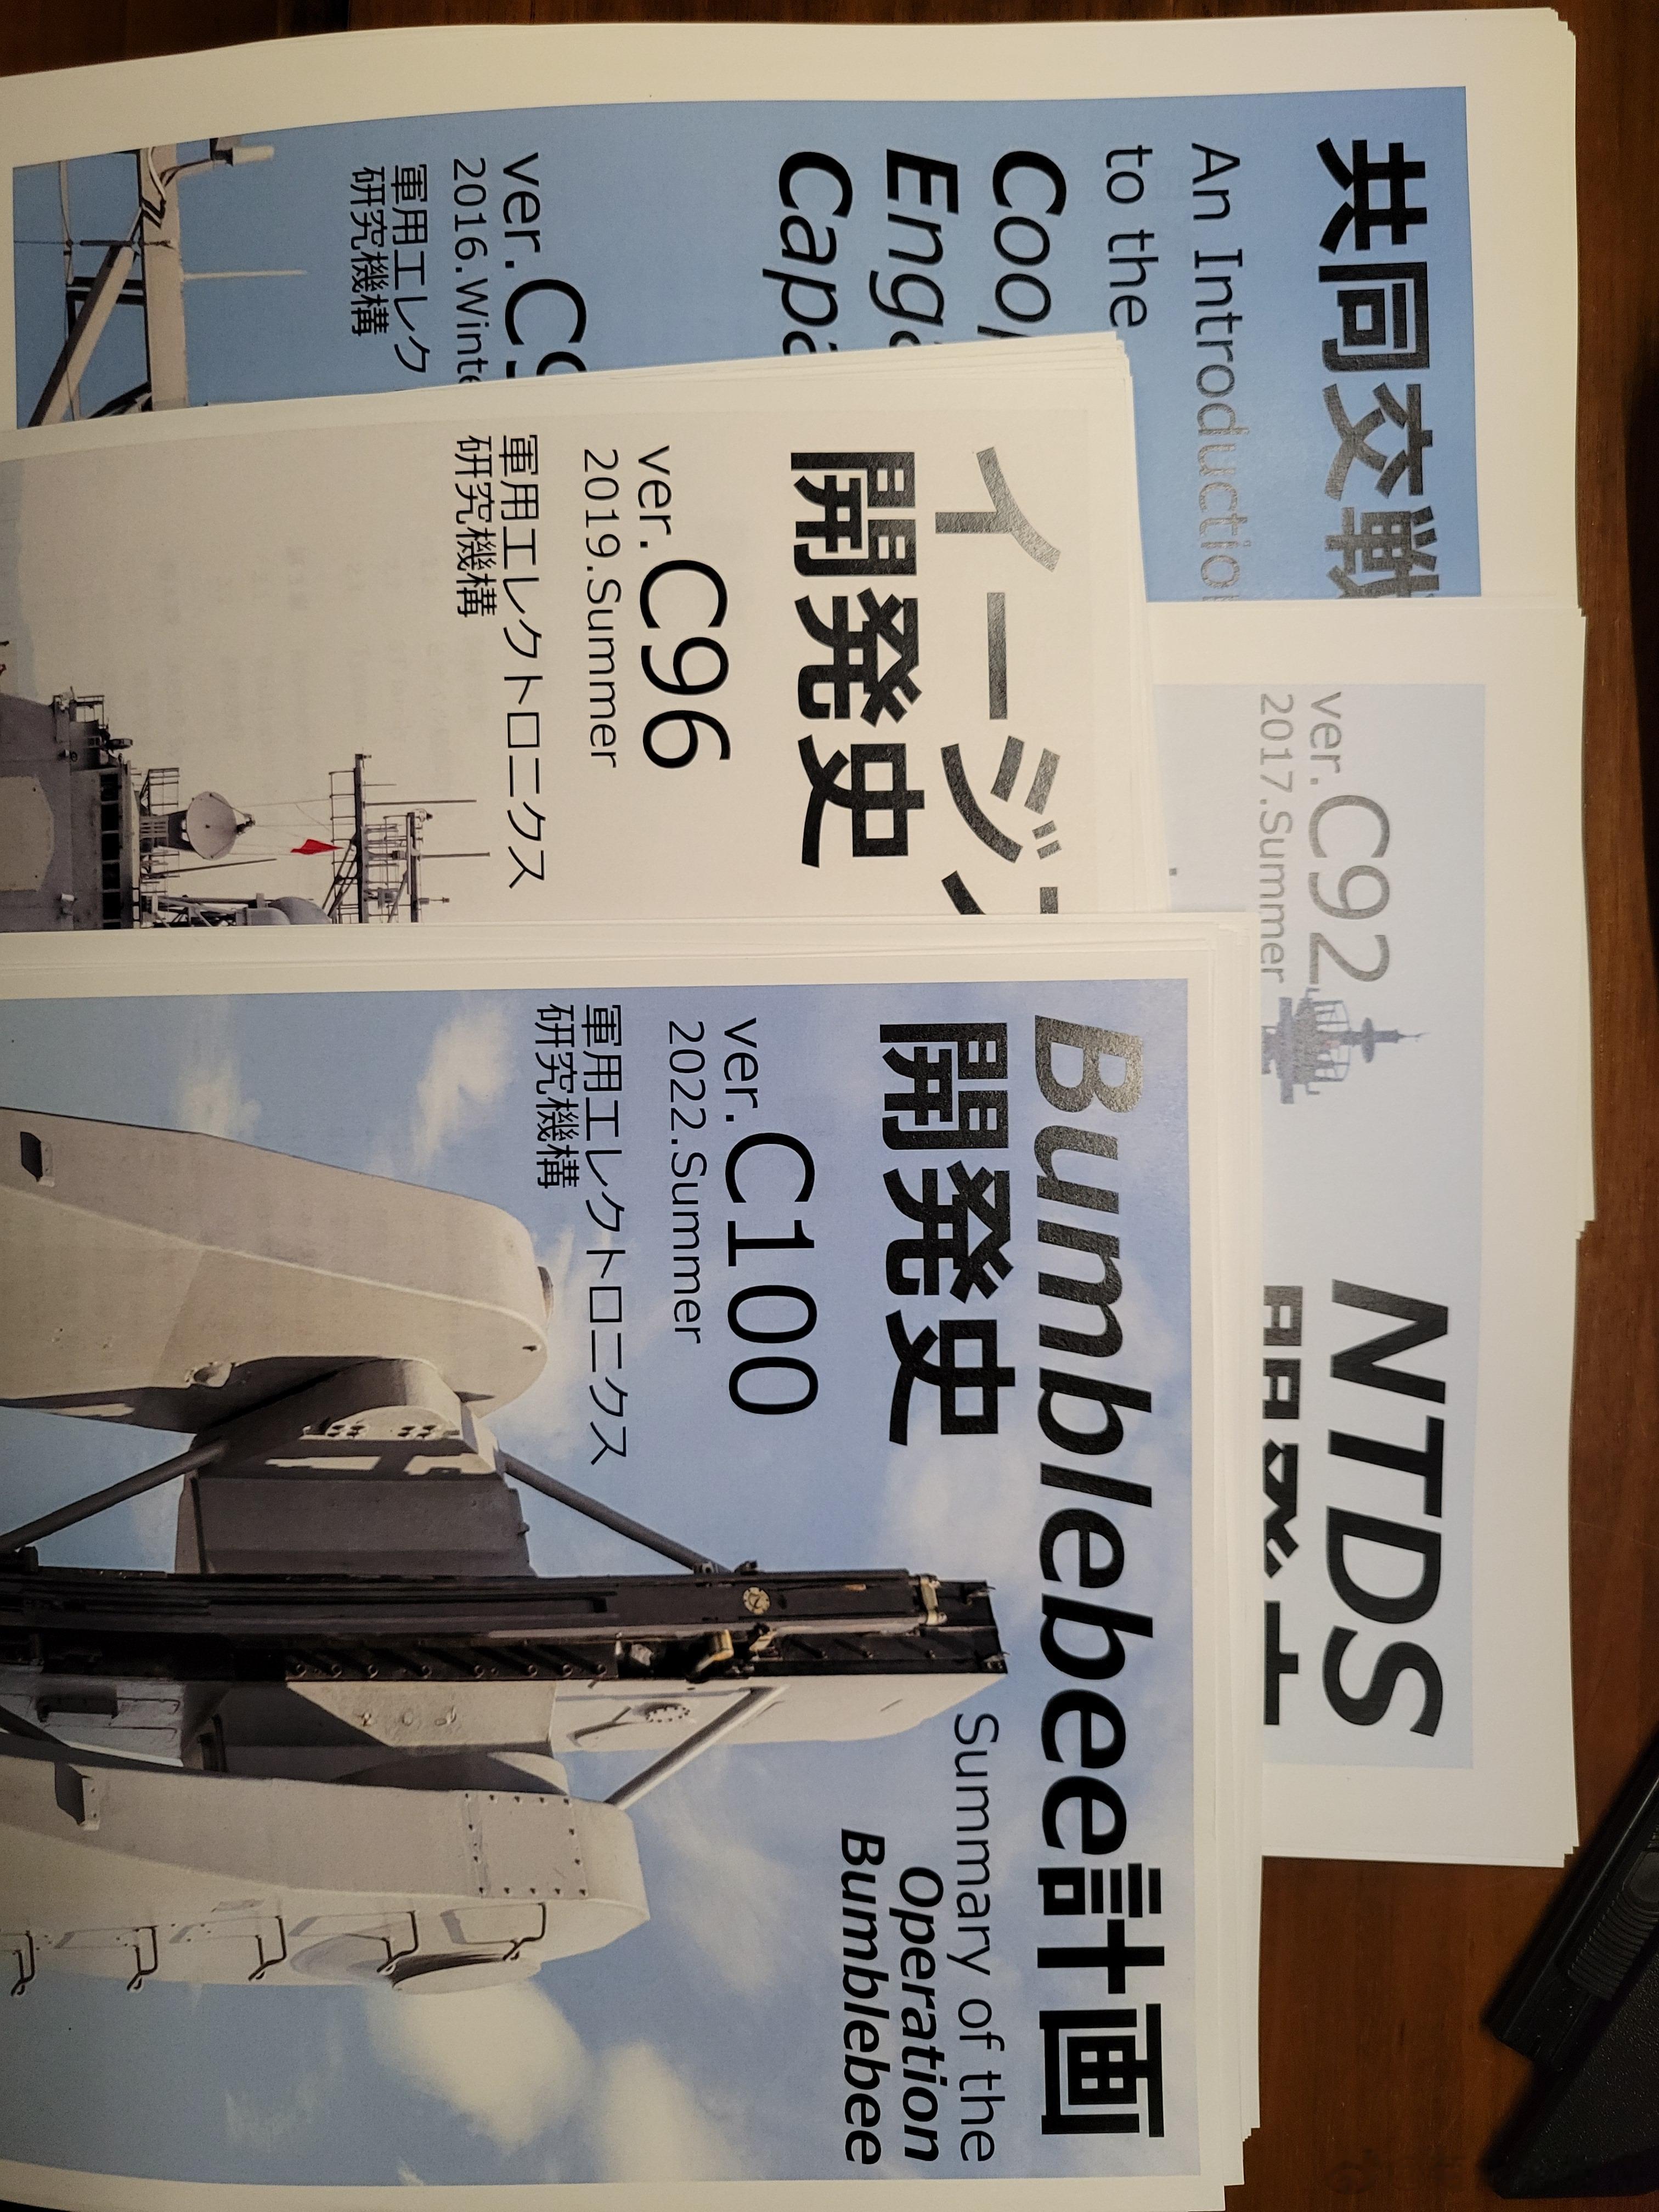 共同交戦
An Introduction
to the
Coo
Enga
Capa
ver.C9
2016.Winte
軍用エレク
研究機構
ver.C92
2017.Summer
NTDS
イージ
開発史
ver.C96
2019.Summer
軍用エレクトロニクス
研究機構
Bumblebee計画
開発史
Summary of the
Operation
Bumblebee
ver.C100
2022.Summer
軍用エレクトロニクス
研究機構